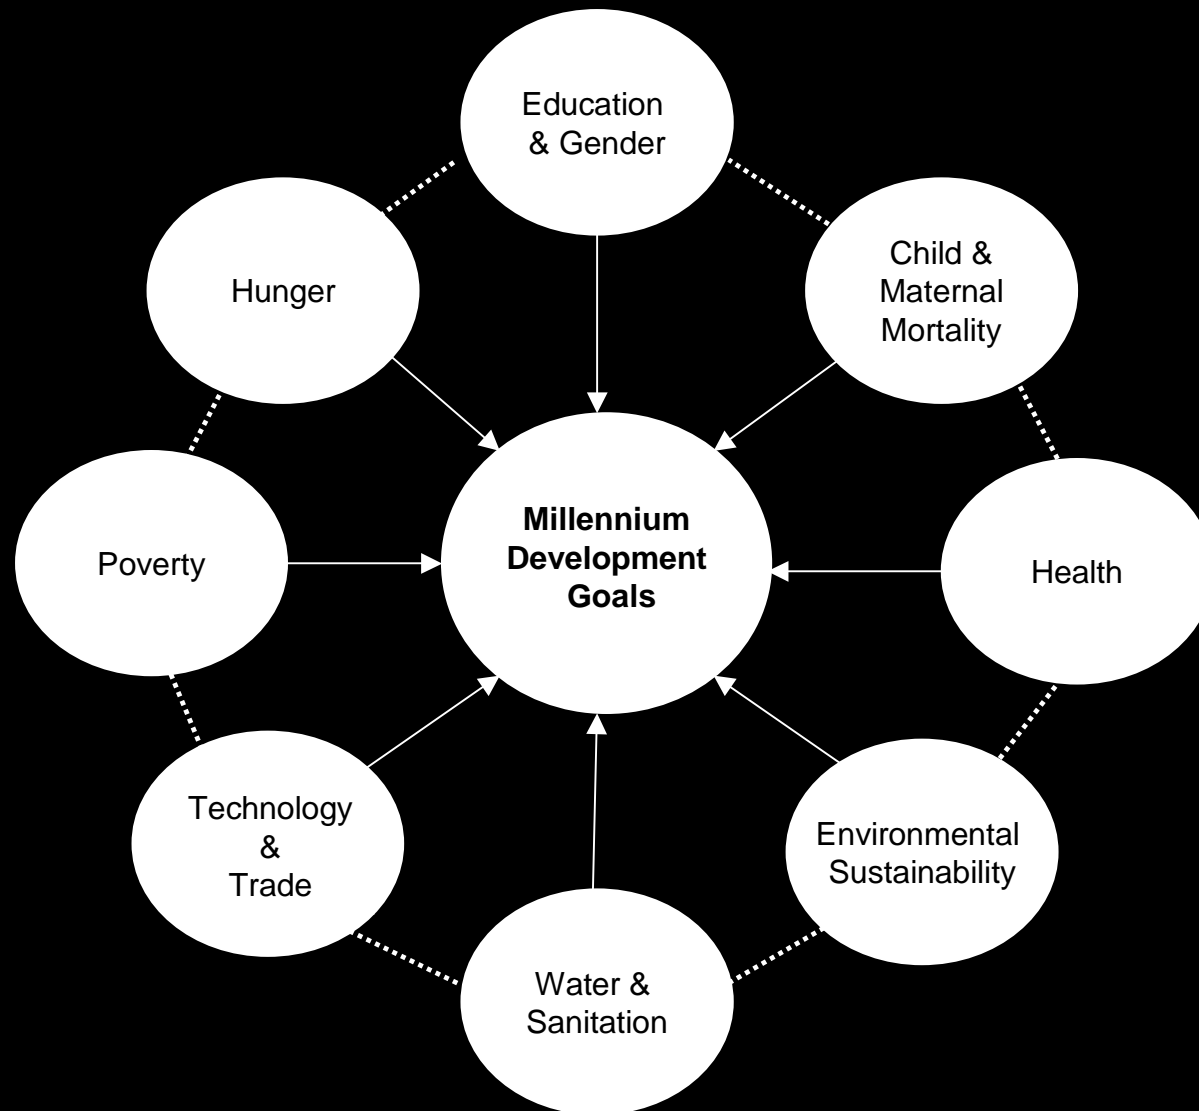 Education
& Gender
Child &
Maternal
Mortality
Hunger
Millennium
Development
Goals
Poverty
Health
Technology
&
Trade
Environmental
Sustainability
Water &
Sanitation